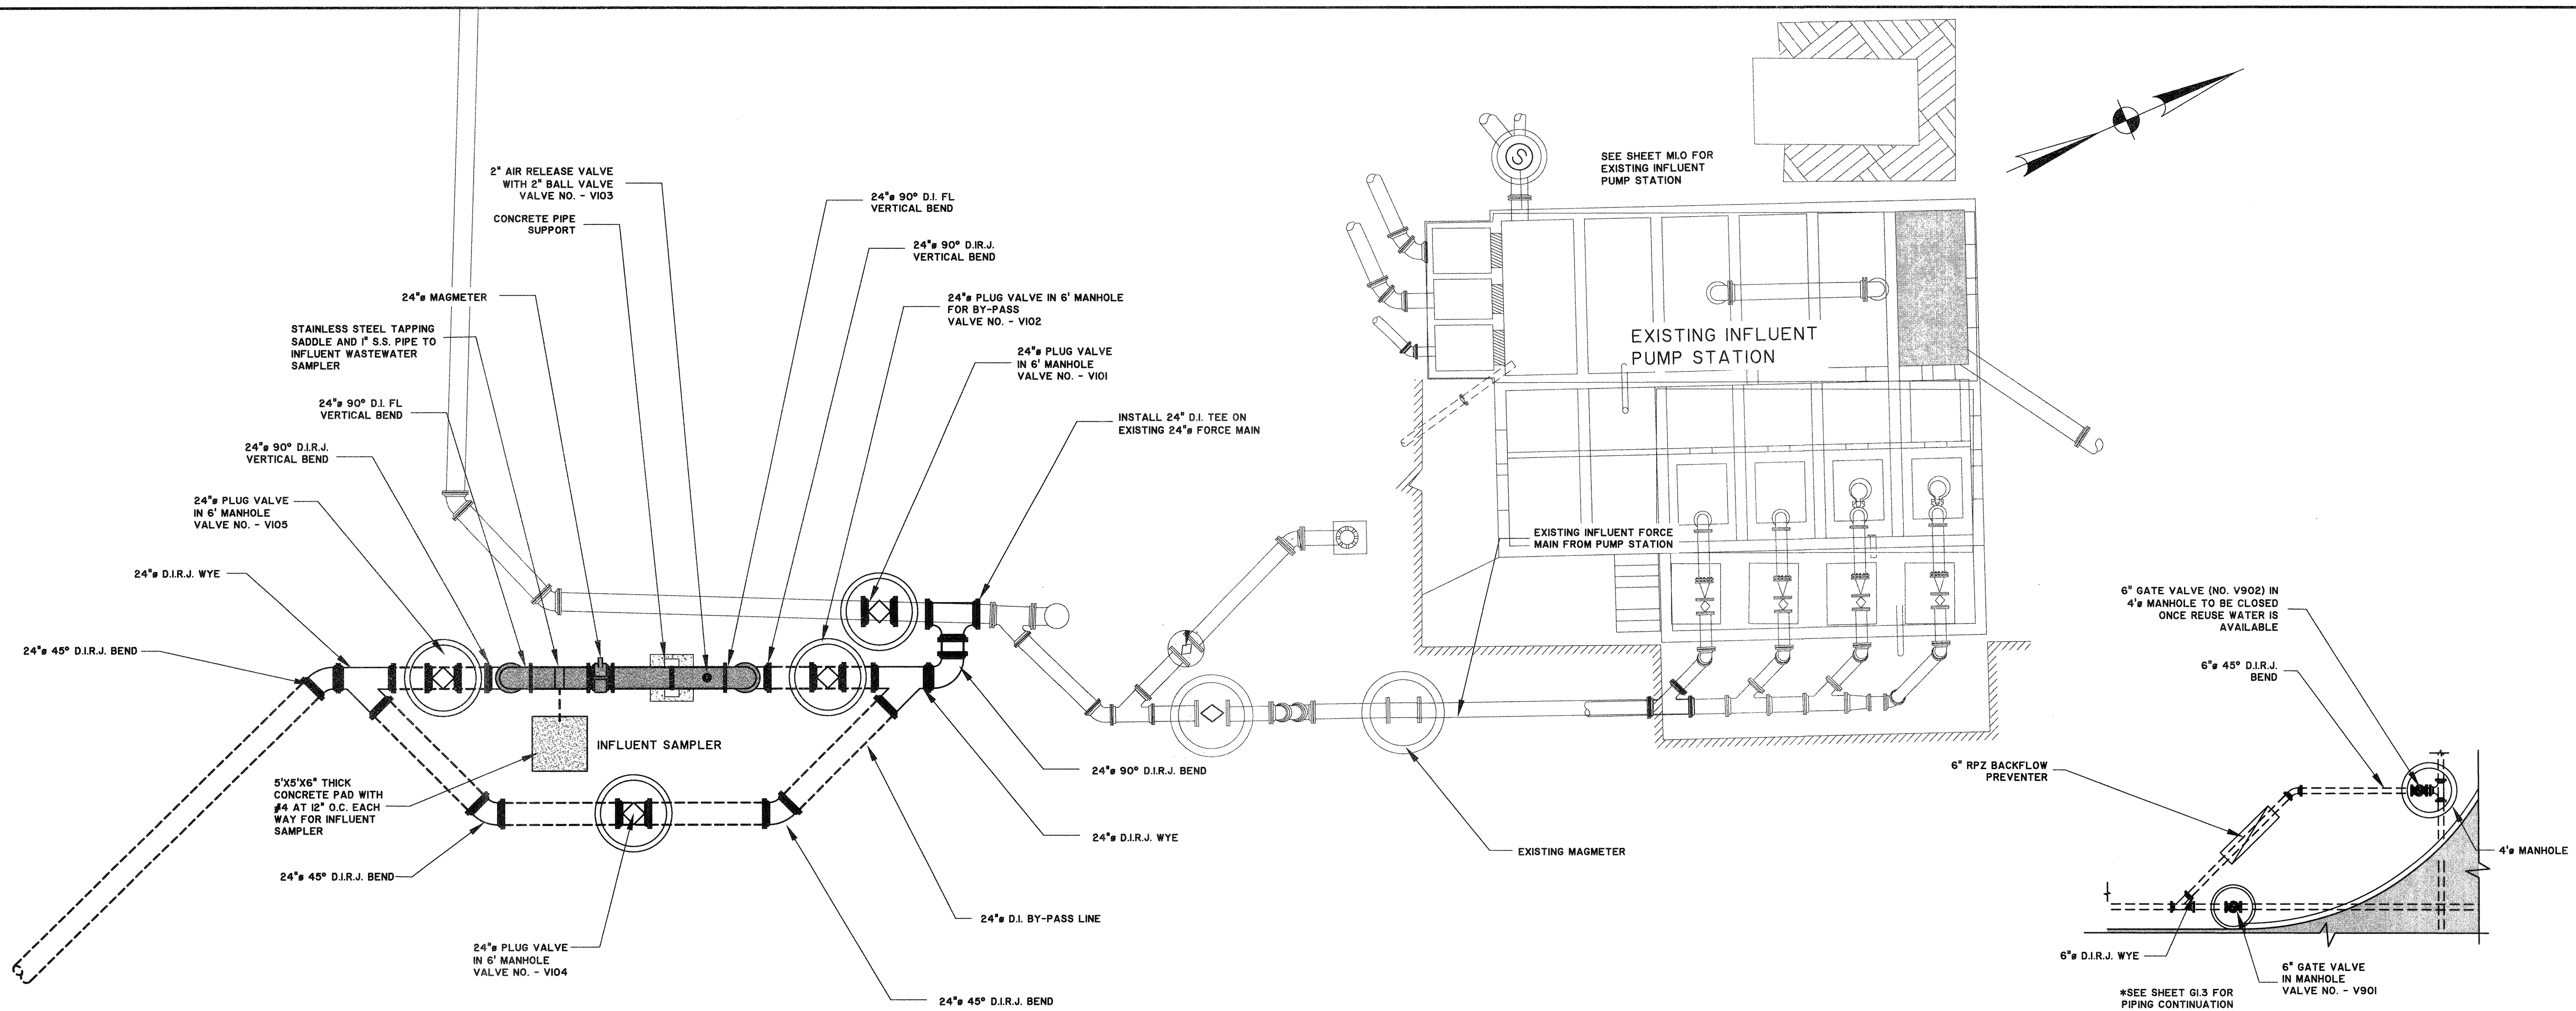 2" AIR RELEASE VALVE
WITH 2" BALL VALVE
VALVE NO. - V103
CONCRETE PIPE
SUPPORT
24"ø MAGMETER
STAINLESS STEEL TAPPING
SADDLE AND 1" S.S. PIPE TO
INFLUENT WASTEWATER
SAMPLER
24"ø 90° D.I. FL
VERTICAL BEND
24"ø 90° D.I.R.J.
VERTICAL BEND
24"ø PLUG VALVE
IN 6' MANHOLE
VALVE NO. - V105
24"ø D.I.R.J. WYE
24"ø 45° D.I.R.J. BEND
24"ø 90° D.I. FL
VERTICAL BEND
24"ø 90° D.IR.J.
VERTICAL BEND
24"ø PLUG VALVE IN 6' MANHOLE
FOR BY-PASS
VALVE NO. - V102
24"ø PLUG VALVE
IN 6' MANHOLE
VALVE NO. - V101
INSTALL 24" D.I. TEE ON
EXISTING 24"ø FORCE MAIN
SEE SHEET M1.0 FOR
EXISTING INFLUENT
PUMP STATION
S
EXISTING INFLUENT
PUMP STATION
EXISTING INFLUENT FORCE
MAIN FROM PUMP STATION
INFLUENT SAMPLER
5'X5'X6" THICK
CONCRETE PAD WITH
#4 AT 12" O.C. EACH
WAY FOR INFLUENT
SAMPLER
24"ø 45° D.I.R.J. BEND
24"ø PLUG VALVE
IN 6' MANHOLE
VALVE NO. - V104
24"ø 90° D.I.R.J. BEND
24"ø D.I.R.J. WYE
24"ø D.I. BY-PASS LINE
24"ø 45° D.I.R.J. BEND
EXISTING MAGMETER
6" GATE VALVE (NO. V902) IN
4'ø MANHOLE TO BE CLOSED
ONCE REUSE WATER IS
AVAILABLE
6"ø 45° D.I.R.J.
BEND
6" RPZ BACKFLOW
PREVENTER
4'ø MANHOLE
6"ø D.I.R.J. WYE
6" GATE VALVE
IN MANHOLE
VALVE NO. - V901
*SEE SHEET G1.3 FOR
PIPING CONTINUATION